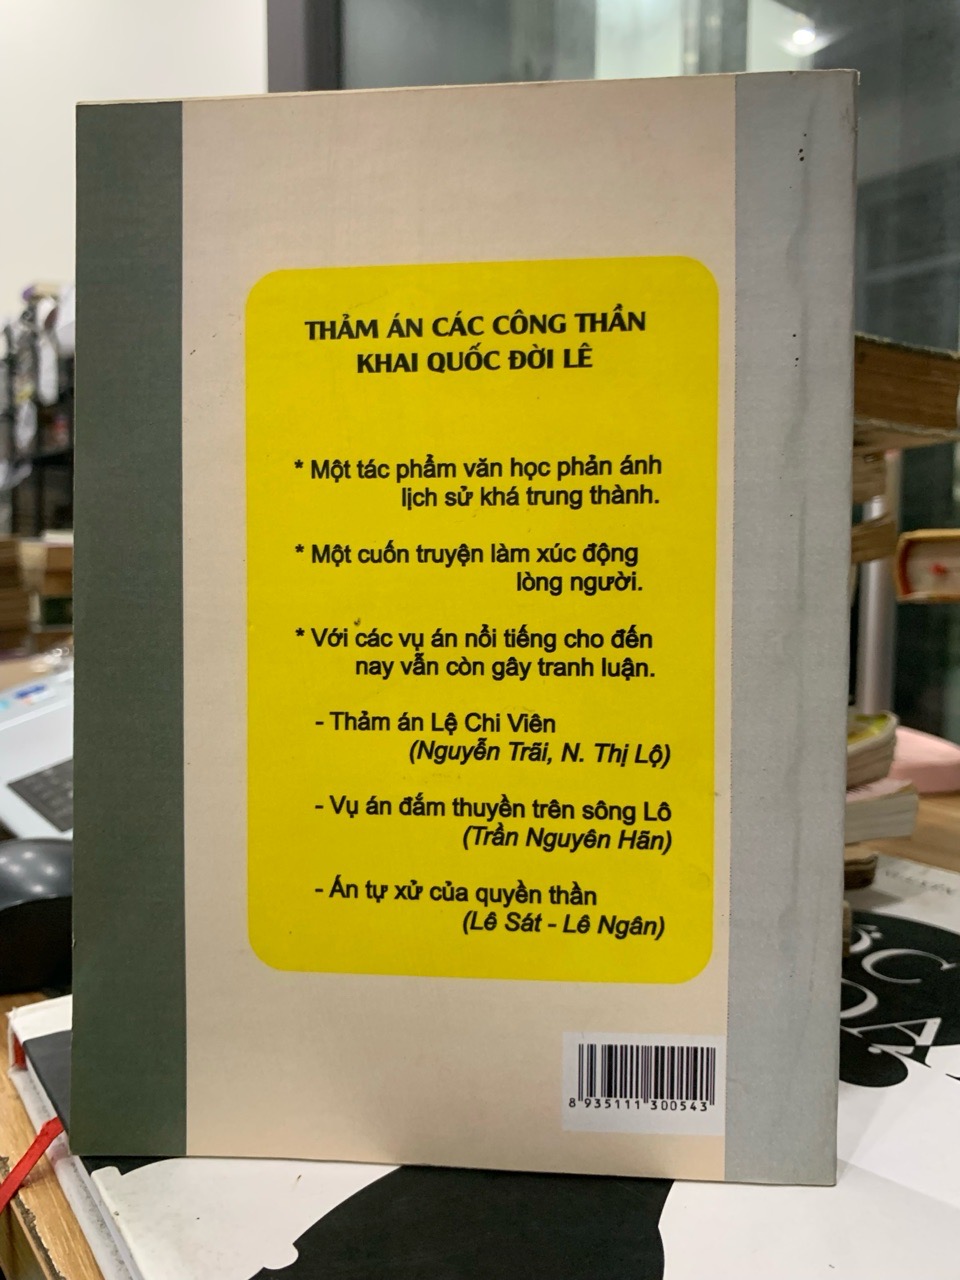 THẢM ÁN CÁC CÔNG THẦN
KHAI QUỐC ĐỜI LÊ
* Một tác phẩm văn học phản ánh
lịch sử khá trung thành.
* Một cuốn truyện làm xúc động
lòng người.
* Với các vụ án nổi tiếng cho đến
nay vẫn còn gây tranh luận.
- Thảm án Lệ Chi Viên
(Nguyễn Trãi, N. Thị Lộ)
- Vụ án đắm thuyền trên sông Lô
(Trần Nguyên Hãn)
- Án tự xử của quyền thần
(Lê Sát - Lê Ngân)
8 935111 300543